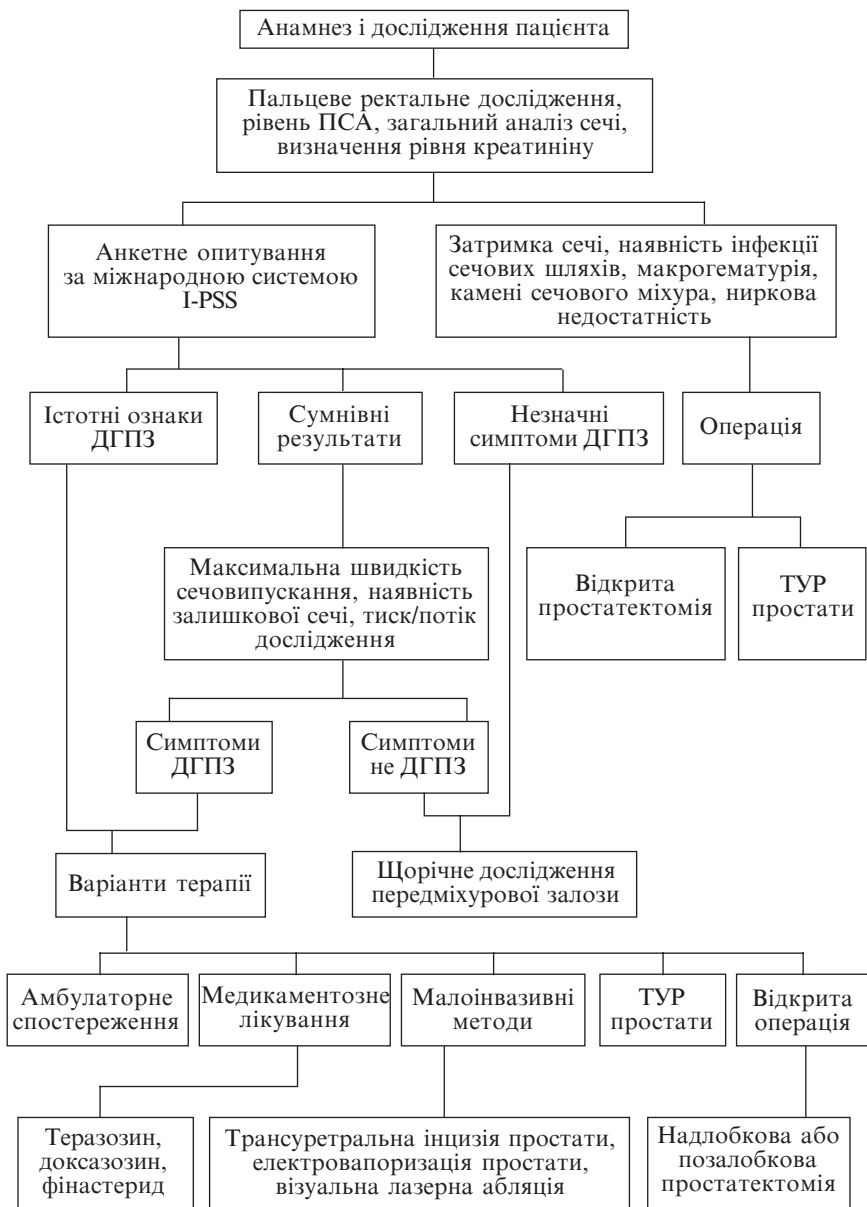 Анамнез і дослідження пацієнта
Пальцеве ректальне дослідження,
рівень ПСА, загальний аналіз сечі,
визначення рівня креатиніну
Анкетне опитування
за міжнародною системою
I-PSS
Затримка сечі, наявність інфекції
сечових шляхів, макрогематурія,
камені сечового міхура, ниркова
недостатність
Істотні ознаки
ДГПЗ
Сумнівні
результати
Незначні
симптоми ДГПЗ
Операція
Максимальна швидкість
сечовипускання, наявність
залишкової сечі, тиск/потік
дослідження
Відкрита
простатектомія
ТУР
простати
Симптоми
ДГПЗ
Симптоми
не ДГПЗ
Варіанти терапії
Щорічне дослідження
передміхурової залози
Амбулаторне
спостереження
Медикаментозне
лікування
Малоінвазивні
методи
ТУР
простати
Відкрита
операція
Теразозин,
доксазозин,
фінастерид
Трансуретральна інцизія простати,
електровапоризація простати,
візуальна лазерна абляція
Надлобкова або
позалобкова
простатектомія